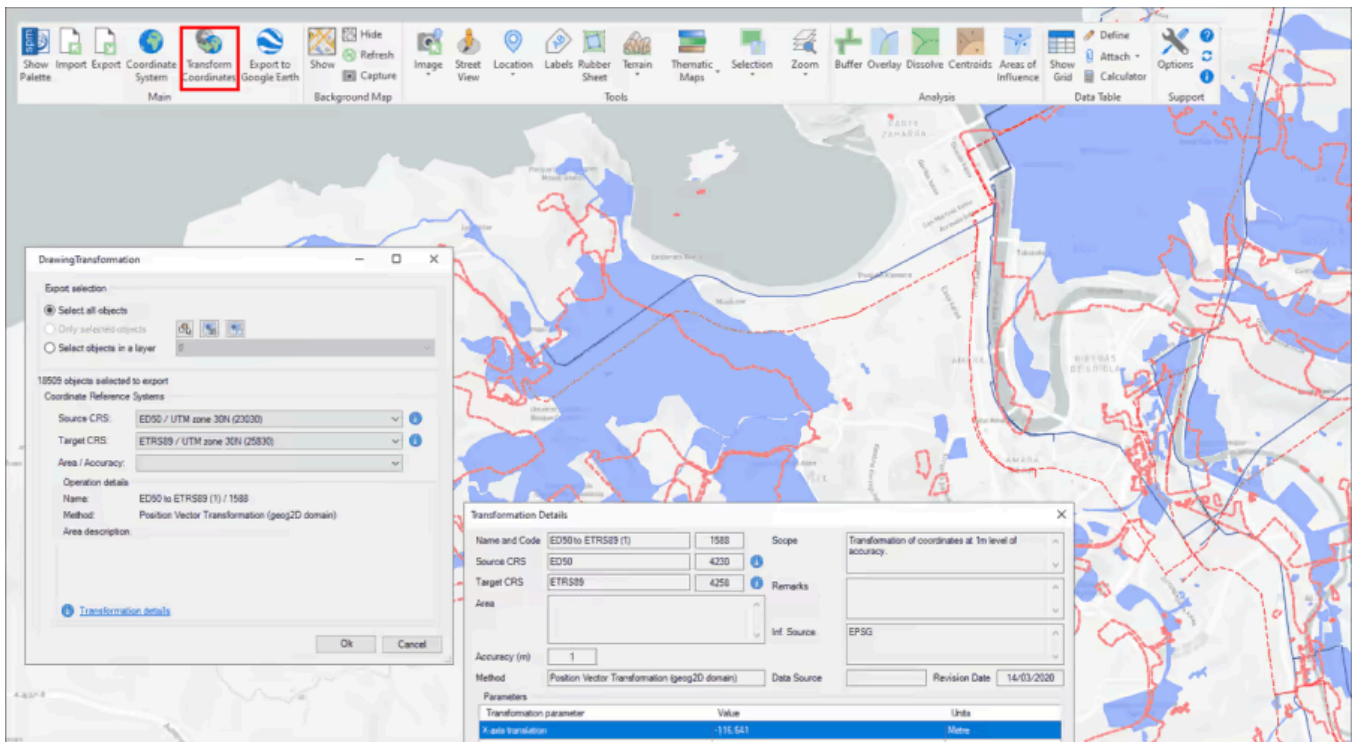 spm
Show Palette
Import
Export
Coordinate System
Transform Coordinates
Export to Google Earth
Main
Show
Hide
Refresh
Capture
Background Map
Image
Street View
Location
Labels
Rubber Sheet
Terrain
Thematic Maps
Selection
Zoom
Tools
Buffer
Overlay
Dissolve
Centroids
Areas of Influence
Analysis
Show Grid
Define
Attach
Calculator
Data Table
Options
Support
DrawingTransformation
Export selection
Select all objects
Only selected objects
Select objects in a layer
0
18509 objects selected to export
Coordinate Reference Systems
Source CRS: ED50 / UTM zone 30N (23030)
Target CRS: ETRS89 / UTM zone 30N (25830)
Area / Accuracy:
Operation details
Name: ED50 to ETRS89 (1) / 1588
Method: Position Vector Transformation (geog2D domain)
Area description
Transformation details
Ok Cancel
Transformation Details
Name and Code ED50 to ETRS89 (1) 1588
Source CRS ED50 4230
Target CRS ETRS89 4258
Area
Accuracy (m) 1
Method Position Vector Transformation (geog2D domain)
Scope Transformation of coordinates at 1m level of accuracy.
Remarks
Inf. Source EPSG
Data Source Revision Date 14/03/2020
Parameters
Transformation parameter Value Units
X-axis translation -116.641 Metre